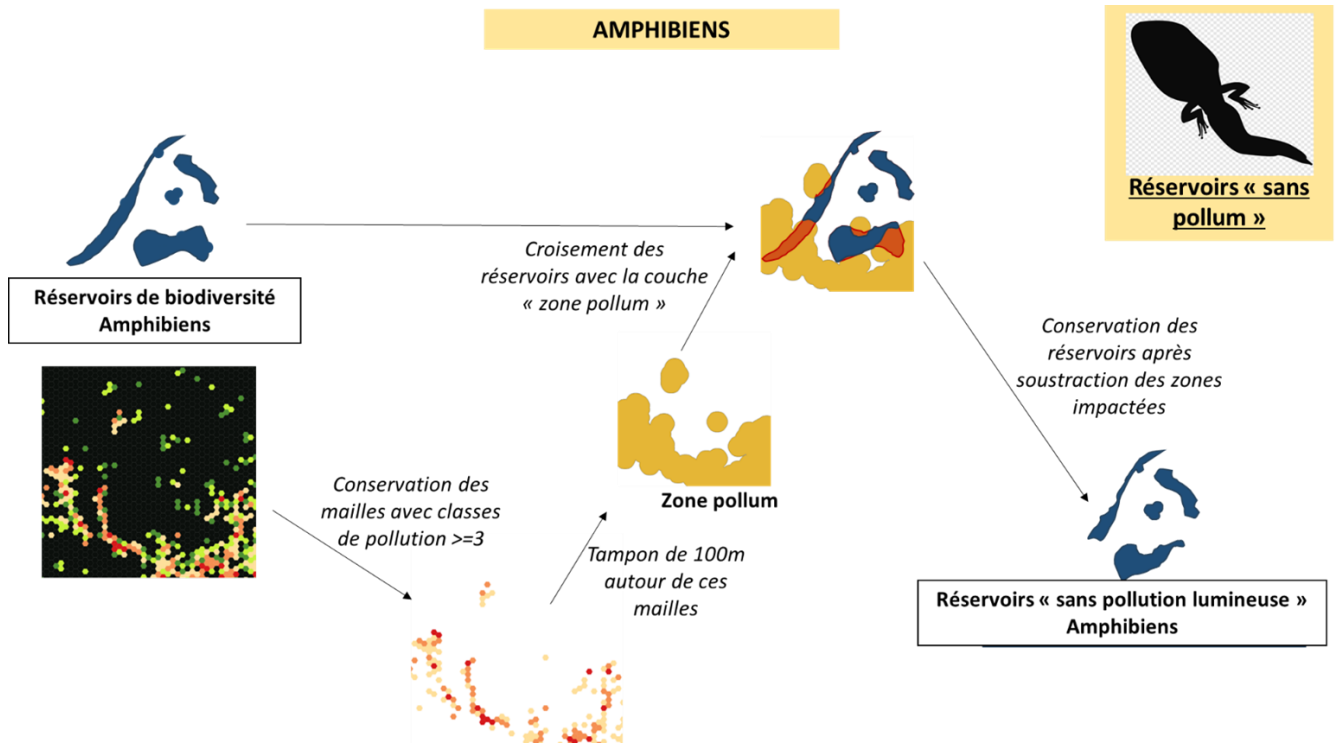 AMPHIBIENS
Réservoirs « sans
pollum »
Réservoirs de biodiversité
Amphibiens
Croisement des
réservoirs avec la couche
« zone pollum »
Conservation des
réservoirs après
soustraction des zones
impactées
Zone pollum
Conservation des
mailles avec classes
de pollution >=3
Tampon de 100m
autour de ces
mailles
Réservoirs « sans pollution lumineuse »
Amphibiens